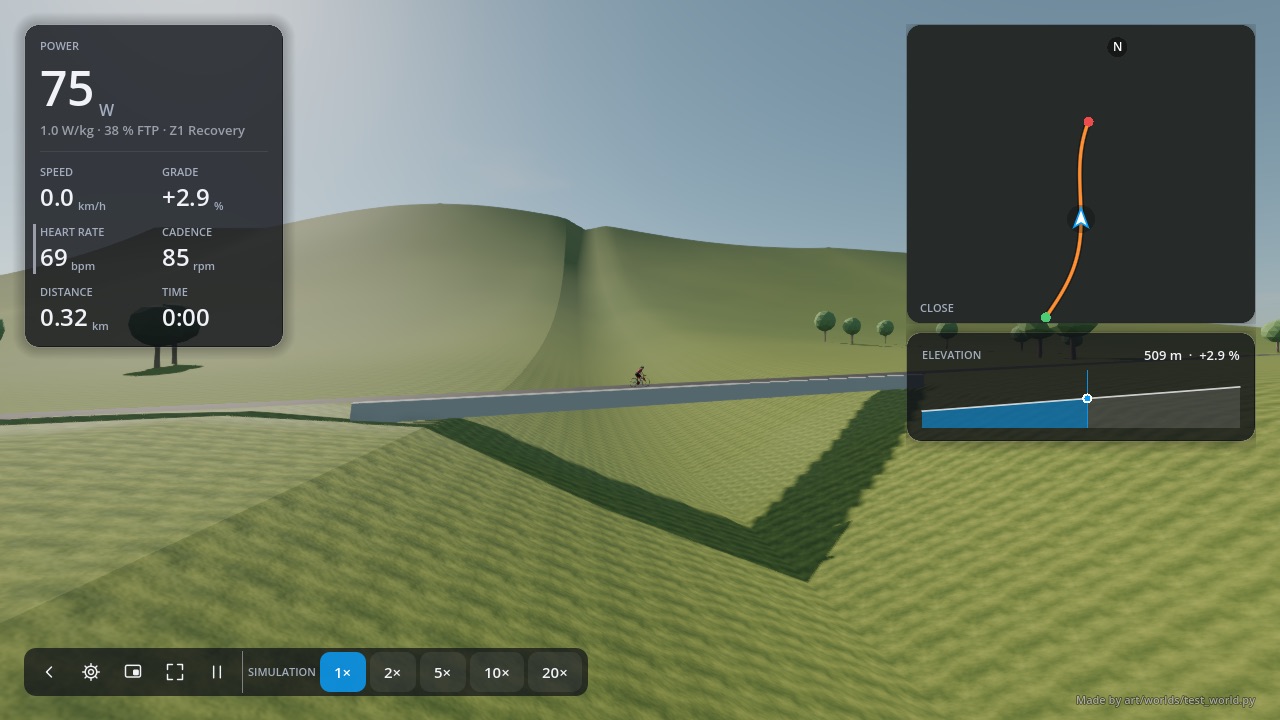 POWER
75 W
1.0 W/kg · 38 % FTP · Z1 Recovery
SPEED GRADE
0.0 km/h +2.9 %
HEART RATE CADENCE
69 bpm 85 rpm
DISTANCE TIME
0.32 km 0:00
N
CLOSE
ELEVATION 509 m · +2.9 %
SIMULATION 1× 2× 5× 10× 20×
Made by art/worlds/test_world.py